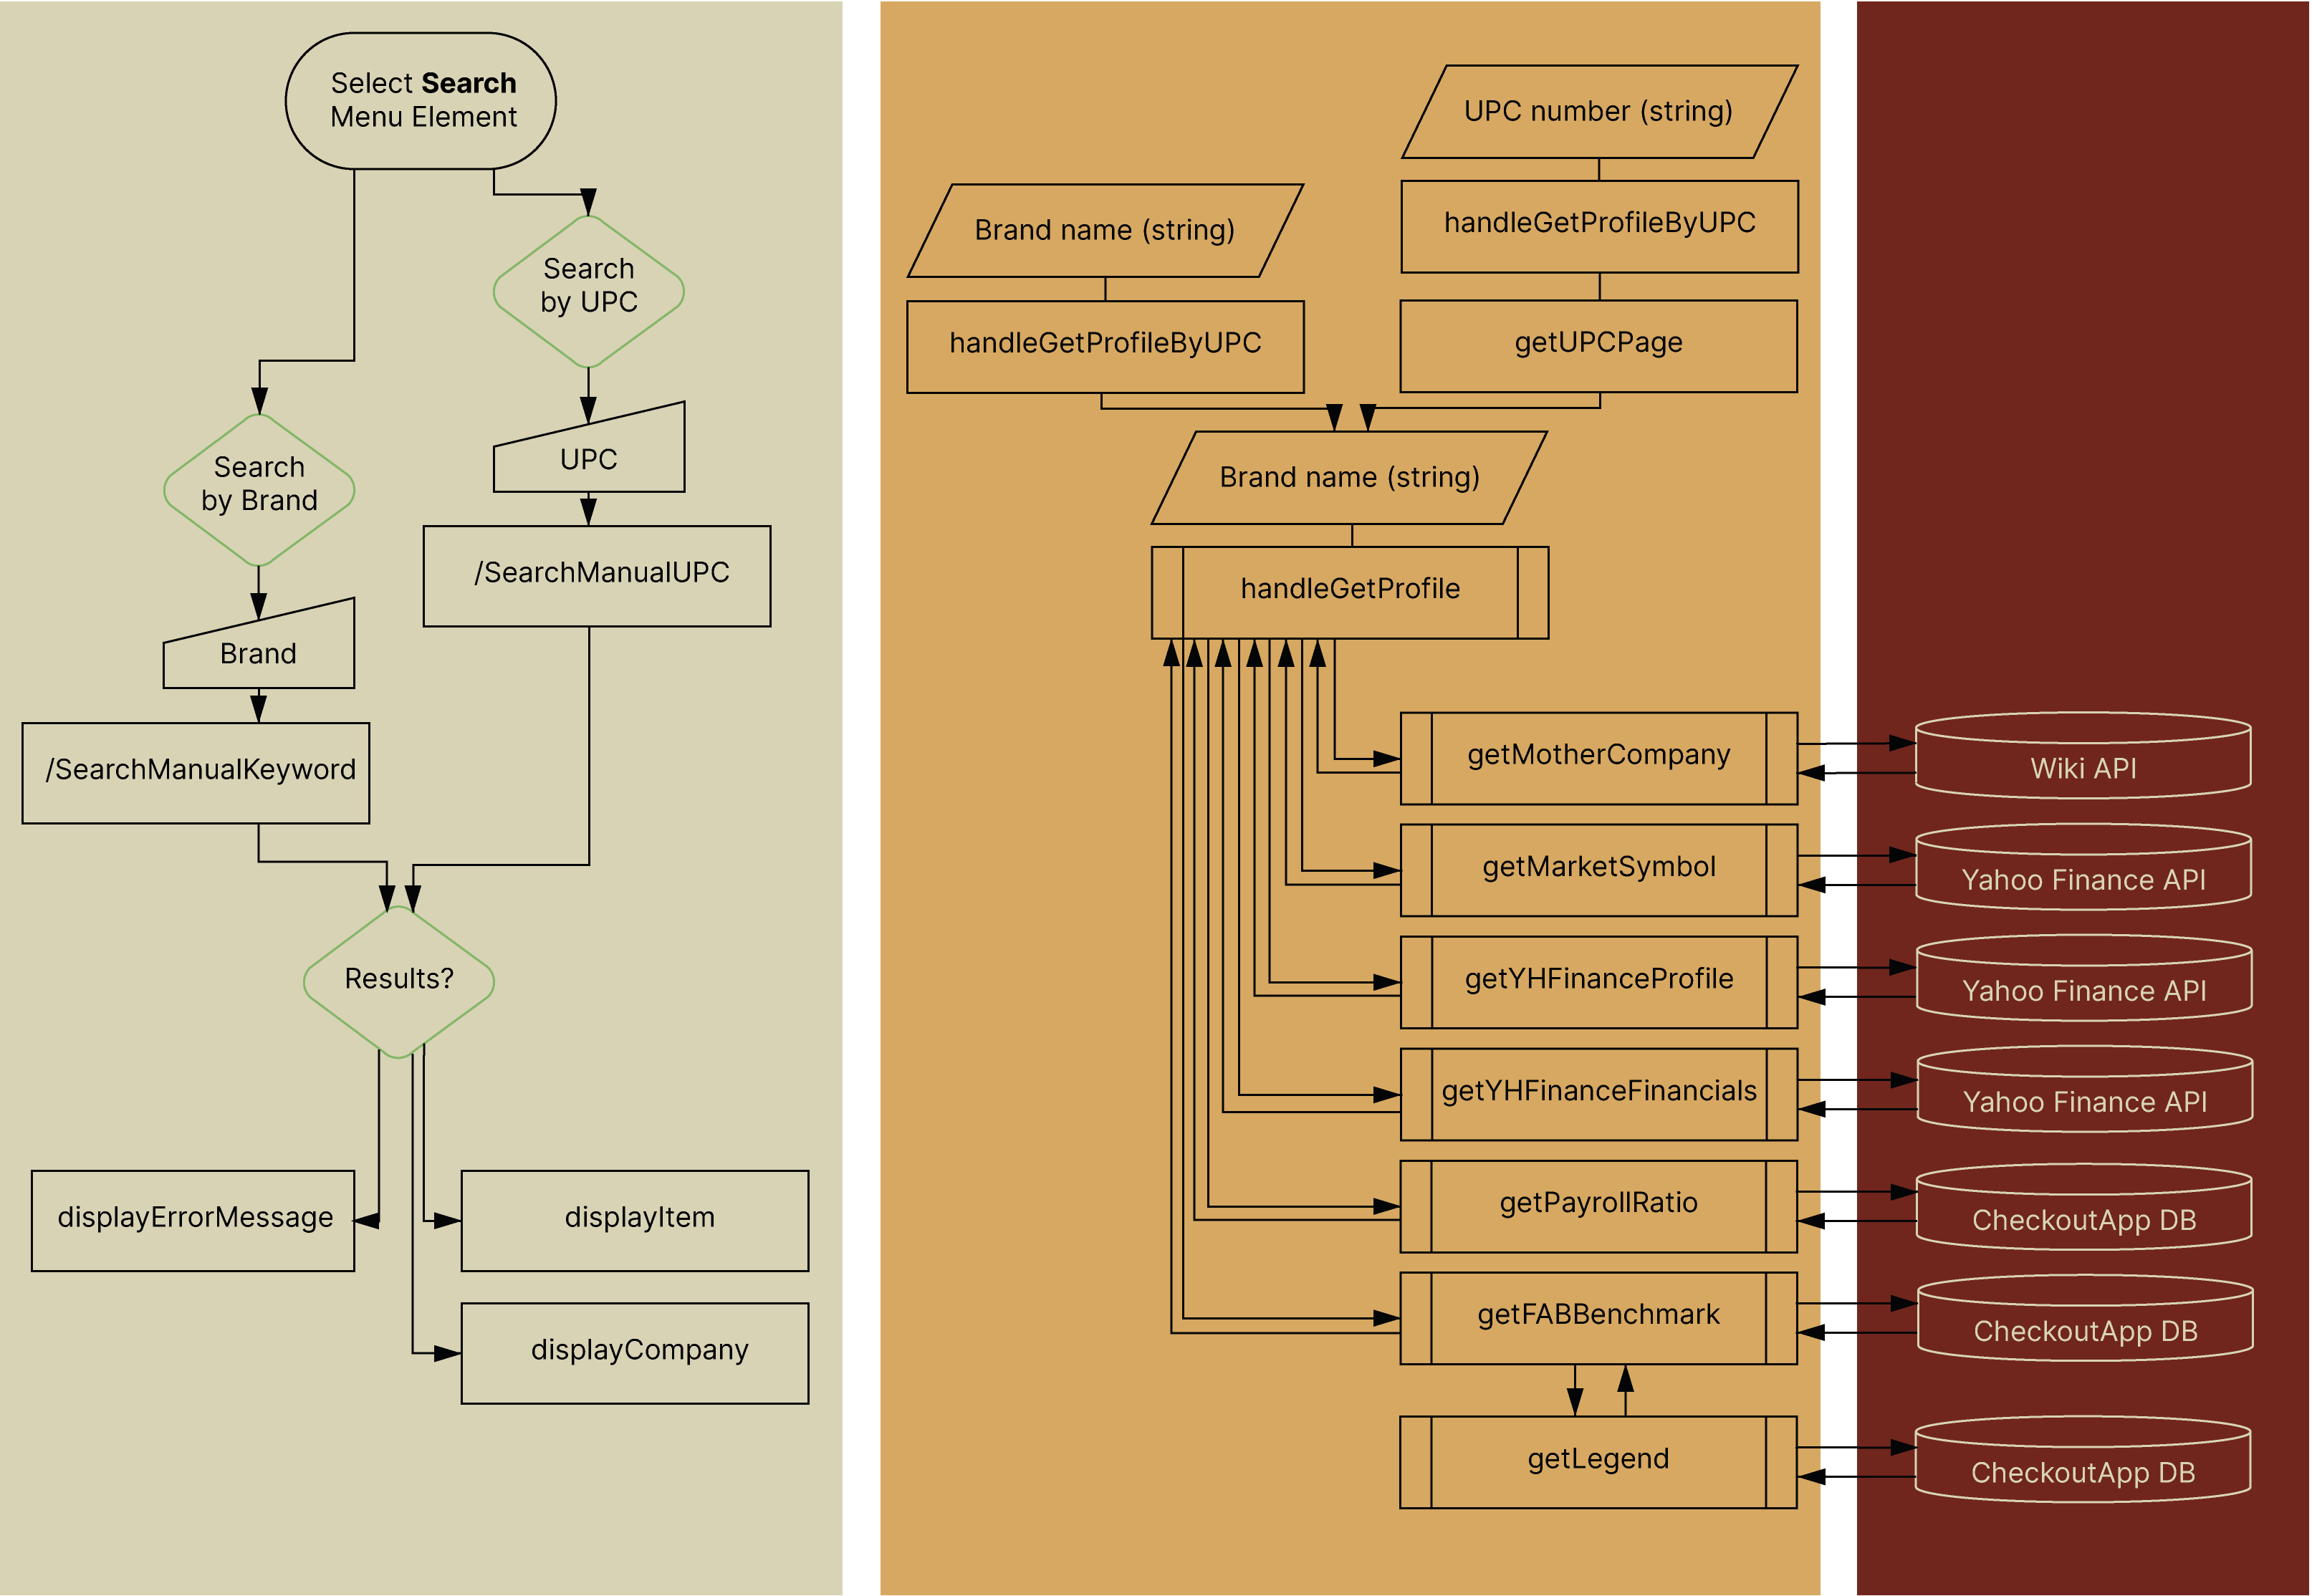 Select Search
Menu Element
Search
by UPC
UPC
/SearchManualUPC
Search
by Brand
Brand
/SearchManualKeyword
Results?
displayErrorMessage
displayItem
displayCompany
UPC number (string)
handleGetProfileByUPC
getUPCPage
Brand name (string)
handleGetProfileByUPC
Brand name (string)
handleGetProfile
getMotherCompany
getMarketSymbol
getYHFinanceProfile
getYHFinanceFinancials
getPayrollRatio
getFABBenchmark
getLegend
Wiki API
Yahoo Finance API
Yahoo Finance API
Yahoo Finance API
CheckoutApp DB
CheckoutApp DB
CheckoutApp DB